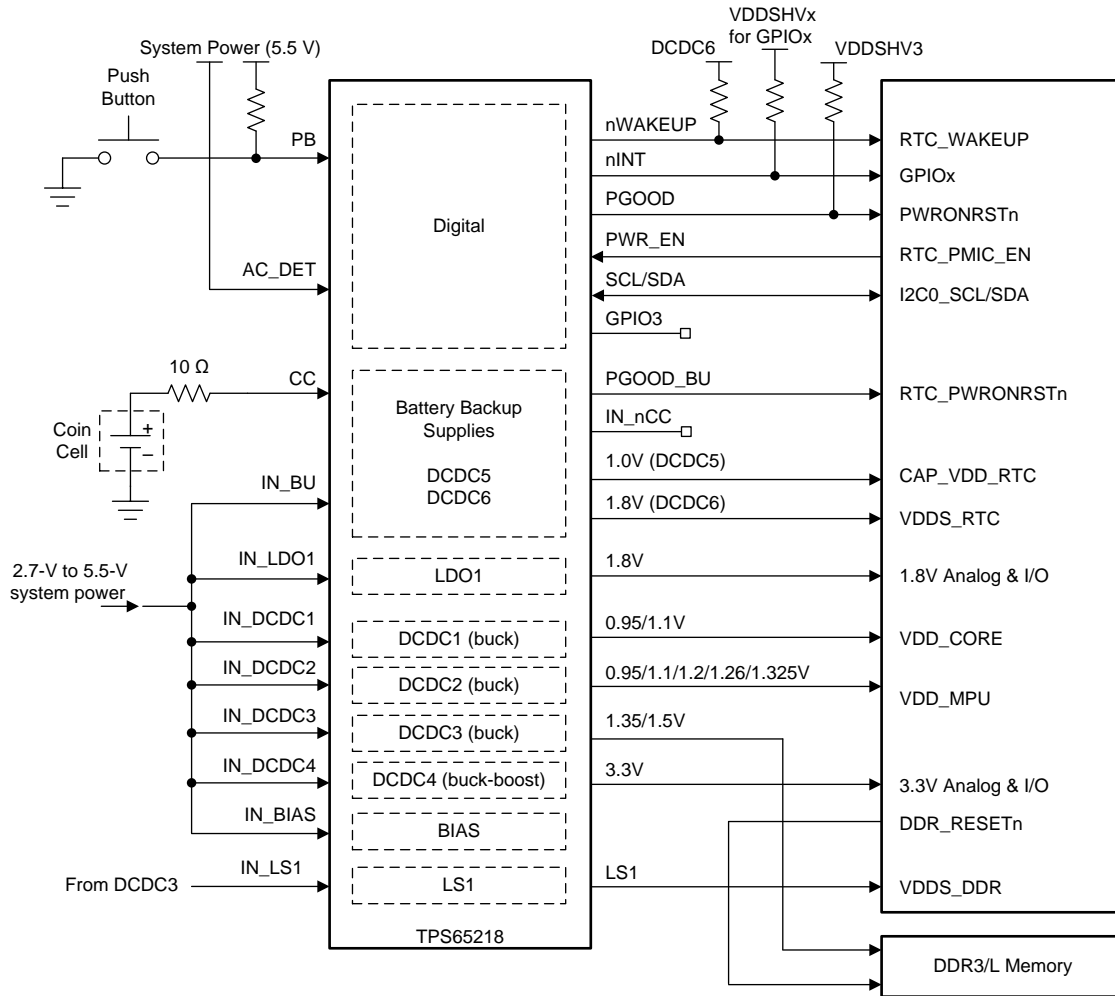 System Power (5.5 V)
Push
Button
PB
AC_DET
10 Ω
CC
Coin
Cell
+
−
IN_BU
2.7-V to 5.5-V
system power
IN_LDO1
IN_DCDC1
IN_DCDC2
IN_DCDC3
IN_DCDC4
IN_BIAS
From DCDC3
IN_LS1
Digital
Battery Backup
Supplies
DCDC5
DCDC6
LDO1
DCDC1 (buck)
DCDC2 (buck)
DCDC3 (buck)
DCDC4 (buck-boost)
BIAS
LS1
TPS65218
DCDC6
VDDSHVx
for GPIOx
VDDSHV3
nWAKEUP
nINT
PGOOD
PWR_EN
SCL/SDA
GPIO3
PGOOD_BU
IN_nCC
1.0V (DCDC5)
1.8V (DCDC6)
1.8V
0.95/1.1V
0.95/1.1/1.2/1.26/1.325V
1.35/1.5V
3.3V
LS1
RTC_WAKEUP
GPIOx
PWRONRSTn
RTC_PMIC_EN
I2C0_SCL/SDA
RTC_PWRONRSTn
CAP_VDD_RTC
VDDS_RTC
1.8V Analog & I/O
VDD_CORE
VDD_MPU
3.3V Analog & I/O
DDR_RESETn
VDDS_DDR
DDR3/L Memory